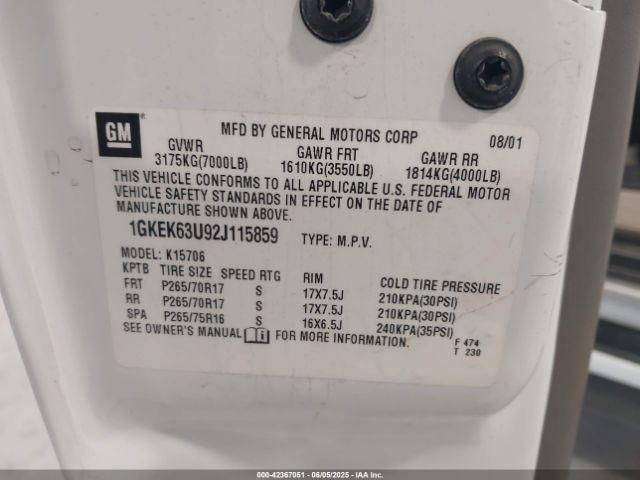 GM®
MFD BY GENERAL MOTORS CORP 08/01
GVWR GAWR FRT GAWR RR
3175KG(7000LB) 1610KG(3550LB) 1814KG(4000LB)
THIS VEHICLE CONFORMS TO ALL APPLICABLE U.S. FEDERAL MOTOR
VEHICLE SAFETY STANDARDS IN EFFECT ON THE DATE OF
MANUFACTURE SHOWN ABOVE.
1GKEK63U92J115859 TYPE: M.P.V.
MODEL: K15706
KPTB TIRE SIZE SPEED RTG RIM COLD TIRE PRESSURE
FRT P265/70R17 S 17X7.5J 210KPA(30PSI)
RR P265/70R17 S 17X7.5J 210KPA(30PSI)
SPA P265/75R16 S 16X6.5J 240KPA(35PSI)
SEE OWNER'S MANUAL FOR MORE INFORMATION.
F 474
T 230
000-42367051 - 06/05/2025 - IAAI.COM